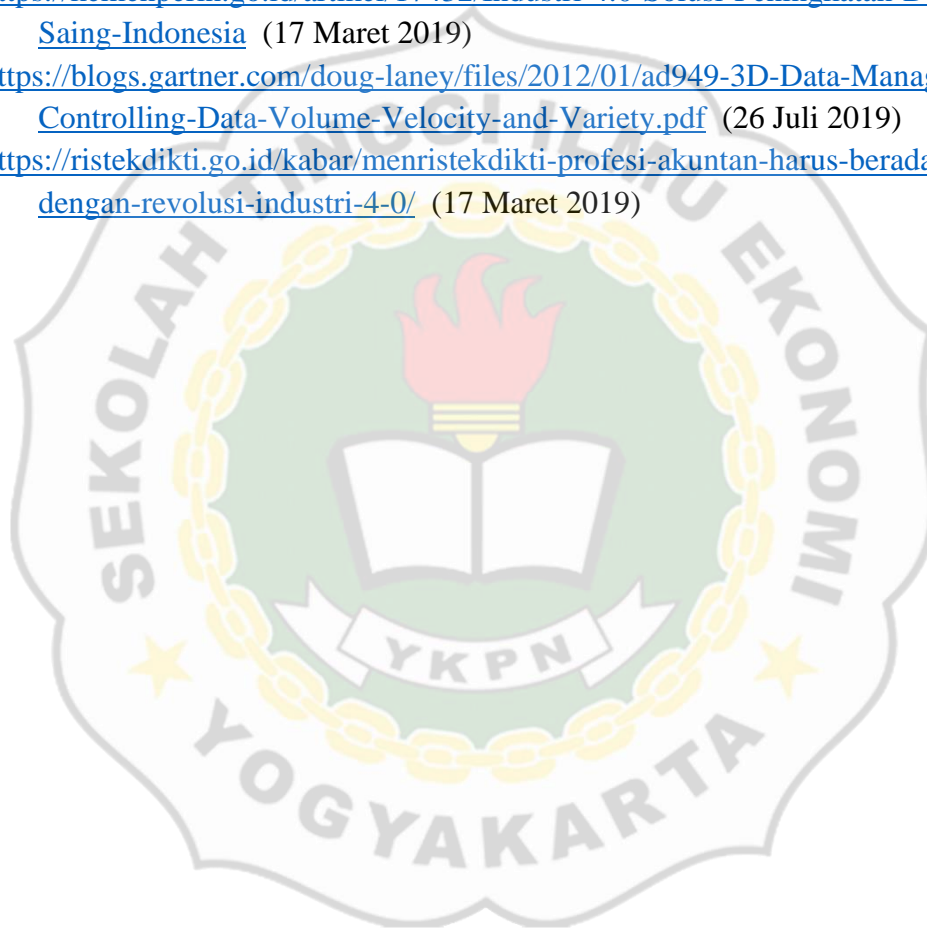 Saing-Indonesia (17 Maret 2019)
ttps://blogs.gartner.com/doug-laney/files/2012/01/ad949-3D-Data-Manag
Controlling-Data-Volume-Velocity-and-Variety.pdf (26 Juli 2019)
ttps://ristekdikti.go.id/kabar/menristekdikti-profesi-akuntan-harus-berada
dengan-revolusi-industri-4-0/ (17 Maret 2019)
SEKOLAH TINGGI ILMU EKONOMI
YKPN
YOGYAKARTA